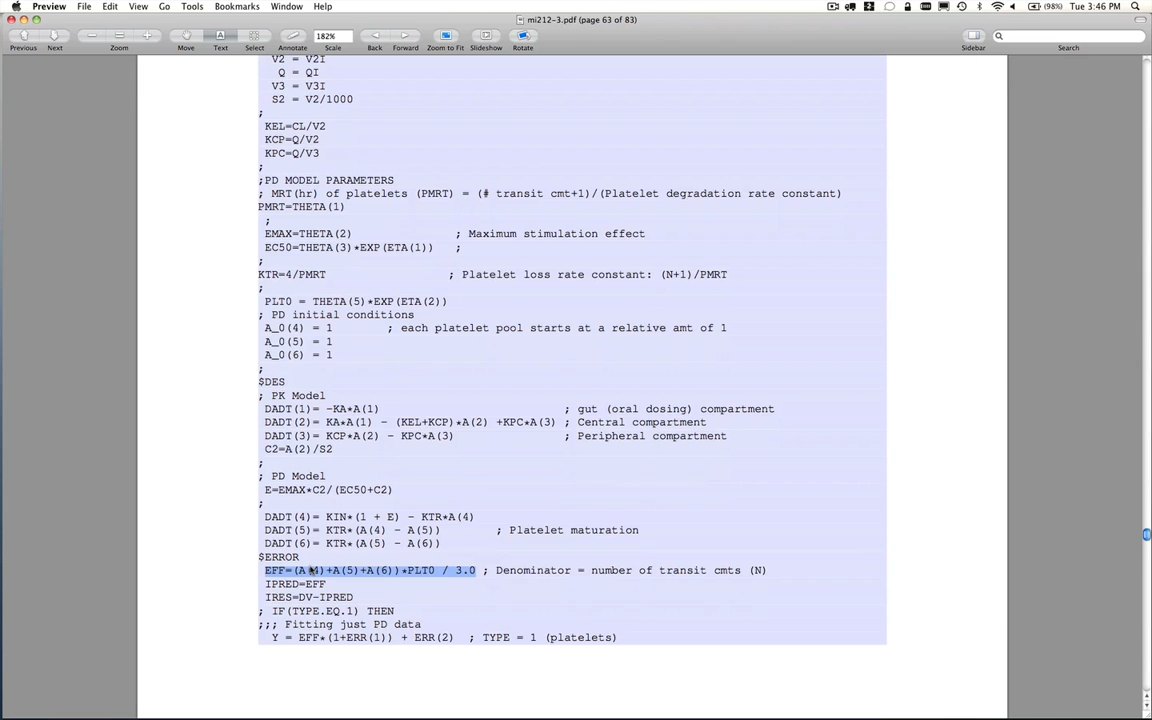 Preview File Edit View Go Tools Bookmarks Window Help (98%) Tue 3:46 PM
mi212-3.pdf (page 63 of 83)
182%
Previous Next Zoom Move Text Select Annotate Scale Back Forward Zoom to Fit Slideshow Rotate Sidebar Search
V2 = V2I
Q = QI
V3 = V3I
S2 = V2/1000
;
KEL=CL/V2
KCP=Q/V2
KPC=Q/V3
;
;PD MODEL PARAMETERS
; MRT(hr) of platelets (PMRT) = (# transit cmt+1)/(Platelet degradation rate constant)
PMRT=THETA(1)
;
EMAX=THETA(2) ; Maximum stimulation effect
EC50=THETA(3)*EXP(ETA(1)) ;
;
KTR=4/PMRT ; Platelet loss rate constant: (N+1)/PMRT
;
PLT0 = THETA(5)*EXP(ETA(2))
; PD initial conditions
A_0(4) = 1 ; each platelet pool starts at a relative amt of 1
A_0(5) = 1
A_0(6) = 1
;
$DES
; PK Model
DADT(1)= -KA*A(1) ; gut (oral dosing) compartment
DADT(2)= KA*A(1) - (KEL+KCP)*A(2) +KPC*A(3) ; Central compartment
DADT(3)= KCP*A(2) - KPC*A(3) ; Peripheral compartment
C2=A(2)/S2
;
; PD Model
E=EMAX*C2/(EC50+C2)
;
DADT(4)= KIN*(1 + E) - KTR*A(4)
DADT(5)= KTR*(A(4) - A(5)) ; Platelet maturation
DADT(6)= KTR*(A(5) - A(6))
$ERROR
EFF=(A(4)+A(5)+A(6))*PLT0 / 3.0 ; Denominator = number of transit cmts (N)
IPRED=EFF
IRES=DV-IPRED
; IF(TYPE.EQ.1) THEN
;;; Fitting just PD data
Y = EFF*(1+ERR(1)) + ERR(2) ; TYPE = 1 (platelets)